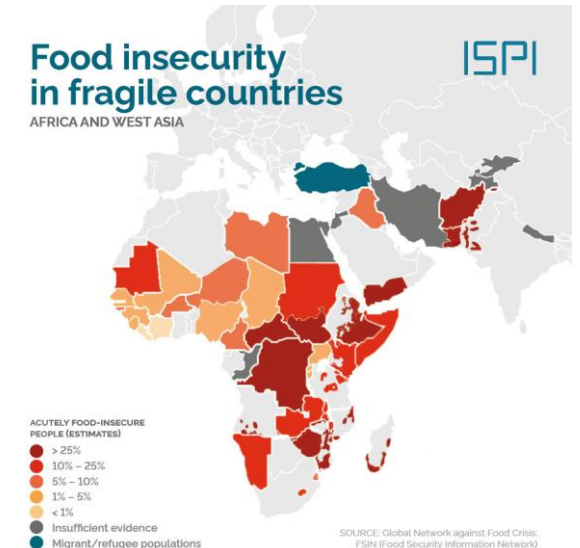 Food insecurity
in fragile countries
AFRICA AND WEST ASIA
ISPI
ACUTELY FOOD-INSECURE
PEOPLE (ESTIMATES)
> 25%
10% – 25%
5% – 10%
1% – 5%
< 1%
Insufficient evidence
Migrant/refugee populations
SOURCE: Global Network against Food Crisis;
FSIN (Food Security Information Network)